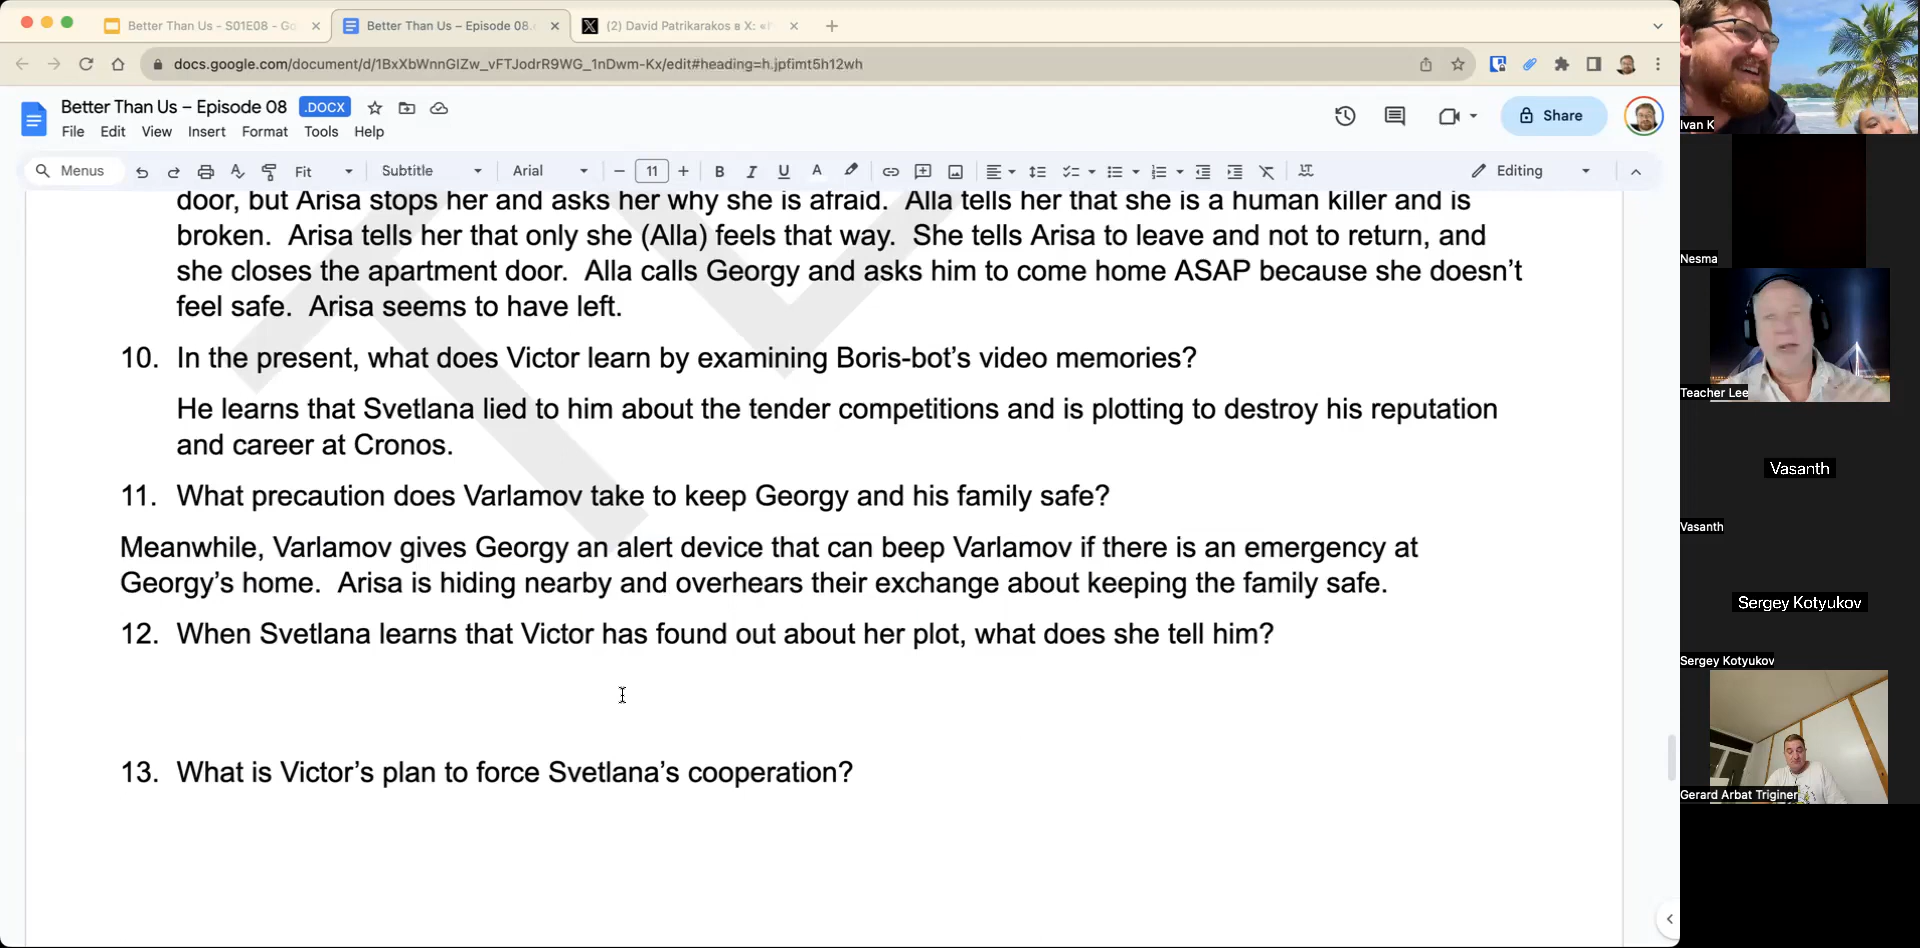 Better Than Us - S01E08 - Go
Better Than Us – Episode 08.
(2) David Patrikarakos в X:
docs.google.com/document/d/1BxXbWnnGIZw_vFTJodrR9WG_1nDwm-Kx/edit#heading=h.jpfimt5h12wh
Better Than Us – Episode 08 .DOCX
Share
File Edit View Insert Format Tools Help
Menus Fit Subtitle Arial 11 B I U A Editing
door, but Arisa stops her and asks her why she is afraid.  Alla tells her that she is a human killer and is
broken.  Arisa tells her that only she (Alla) feels that way.  She tells Arisa to leave and not to return, and
she closes the apartment door.  Alla calls Georgy and asks him to come home ASAP because she doesn’t
feel safe.  Arisa seems to have left.
10. In the present, what does Victor learn by examining Boris-bot’s video memories?
He learns that Svetlana lied to him about the tender competitions and is plotting to destroy his reputation
and career at Cronos.
11. What precaution does Varlamov take to keep Georgy and his family safe?
Meanwhile, Varlamov gives Georgy an alert device that can beep Varlamov if there is an emergency at
Georgy’s home.  Arisa is hiding nearby and overhears their exchange about keeping the family safe.
12. When Svetlana learns that Victor has found out about her plot, what does she tell him?
13. What is Victor’s plan to force Svetlana’s cooperation?
Ivan K
Nesma
Teacher Lee
Vasanth
Vasanth
Sergey Kotyukov
Sergey Kotyukov
Gerard Arbat Triginer